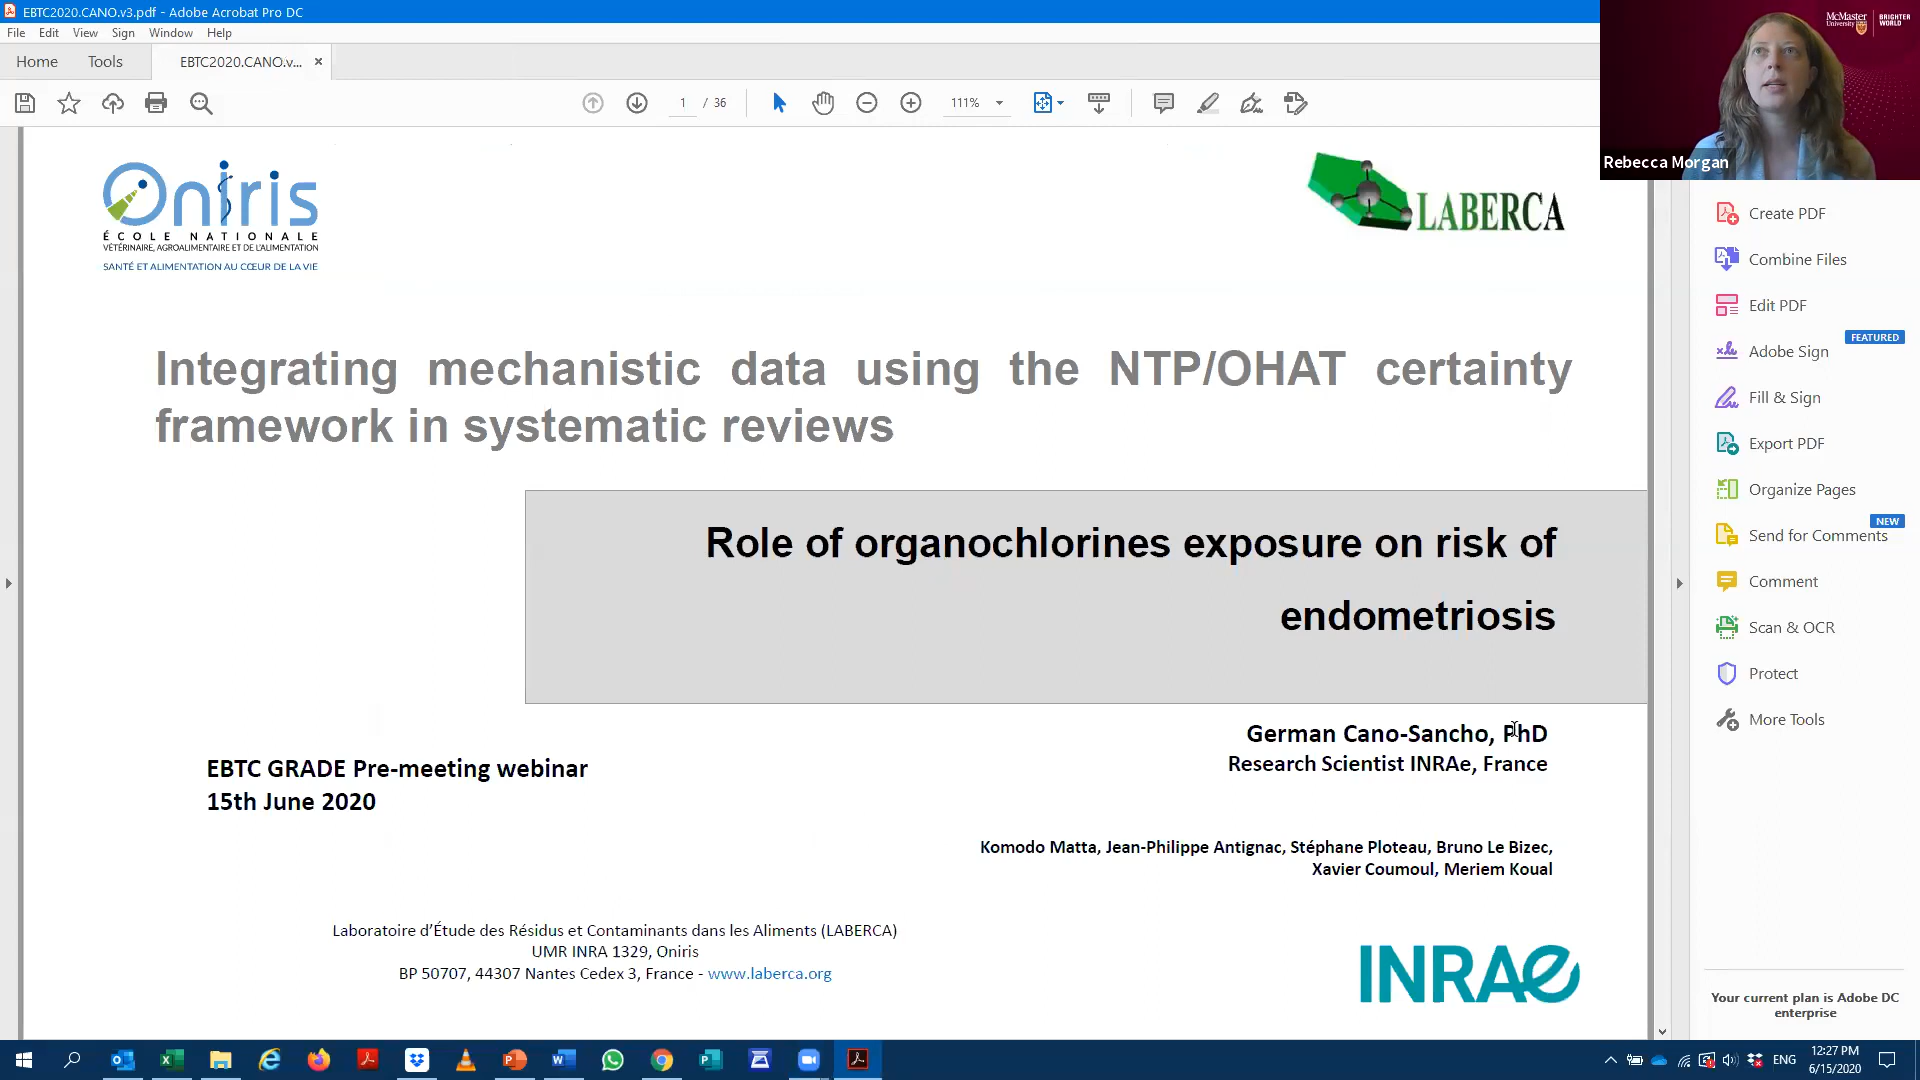 EBTC2020.CANO.v3.pdf - Adobe Acrobat Pro DC
File Edit View Sign Window Help
Home Tools EBTC2020.CANO.v... ×
1 / 36 111%
McMaster University BRIGHTER WORLD
Rebecca Morgan
Oniris
ÉCOLE NATIONALE
VÉTÉRINAIRE, AGROALIMENTAIRE ET DE L'ALIMENTATION
SANTÉ ET ALIMENTATION AU CŒUR DE LA VIE
LABERCA
Integrating mechanistic data using the NTP/OHAT certainty
framework in systematic reviews
Role of organochlorines exposure on risk of
endometriosis
German Cano-Sancho, PhD
Research Scientist INRAe, France
EBTC GRADE Pre-meeting webinar
15th June 2020
Komodo Matta, Jean-Philippe Antignac, Stéphane Ploteau, Bruno Le Bizec,
Xavier Coumoul, Meriem Koual
Laboratoire d'Étude des Résidus et Contaminants dans les Aliments (LABERCA)
UMR INRA 1329, Oniris
BP 50707, 44307 Nantes Cedex 3, France - www.laberca.org
INRAE
Create PDF
Combine Files
Edit PDF
FEATURED
Adobe Sign
Fill & Sign
Export PDF
Organize Pages
NEW
Send for Comments
Comment
Scan & OCR
Protect
More Tools
Your current plan is Adobe DC
enterprise
ENG
12:27 PM
6/15/2020